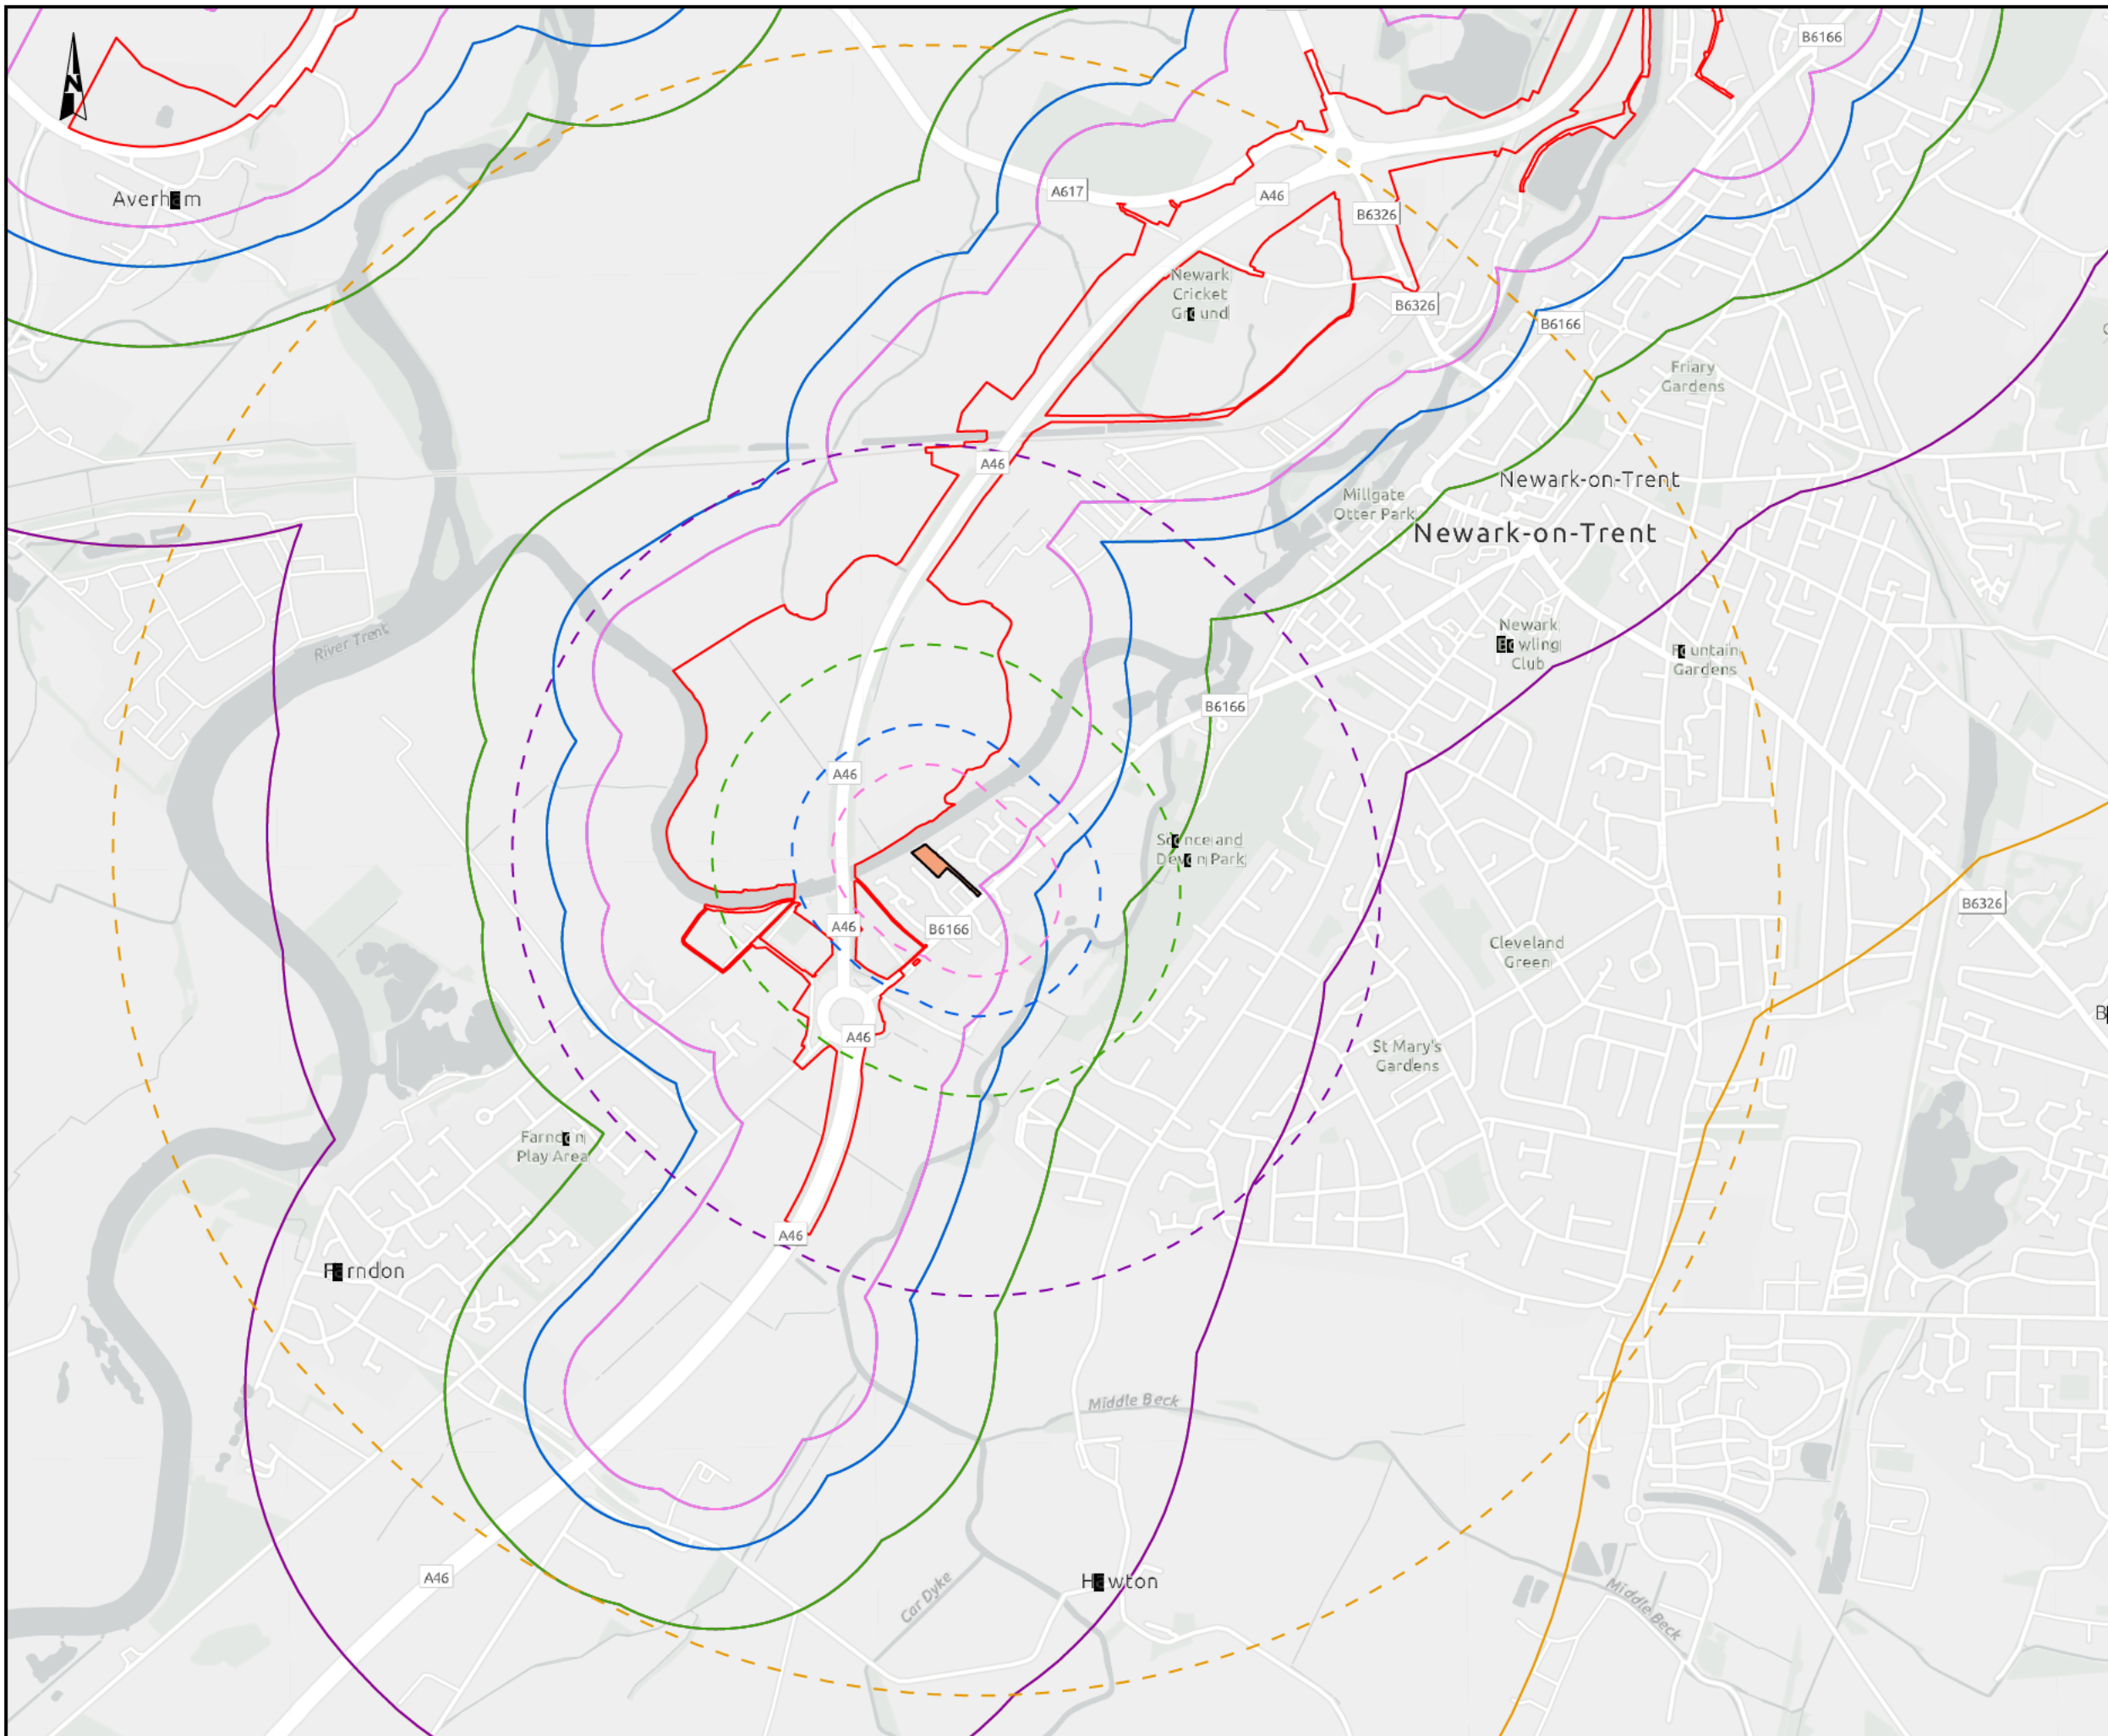 B6166
N
Averham
A617
A46
B6326
Newark
Cricket
Ground
B6326
B6166
Friary
Gardens
A46
Newark-on-Trent
Millgate
Otter Park
Newark-on-Trent
River Trent
Newark
Bowling
Club
Fountain
Gardens
B6166
A46
Sconce and
Devon Park
B6326
A46
B6166
Cleveland
Green
A46
St Mary's
Gardens
Farndon
Play Area
A46
Farndon
Middle Beck
A46
Hawton
Car Dyke
Middle Beck